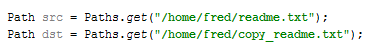 Path src = Paths.get("/home/fred/readme.txt");
Path dst = Paths.get("/home/fred/copy_readme.txt");